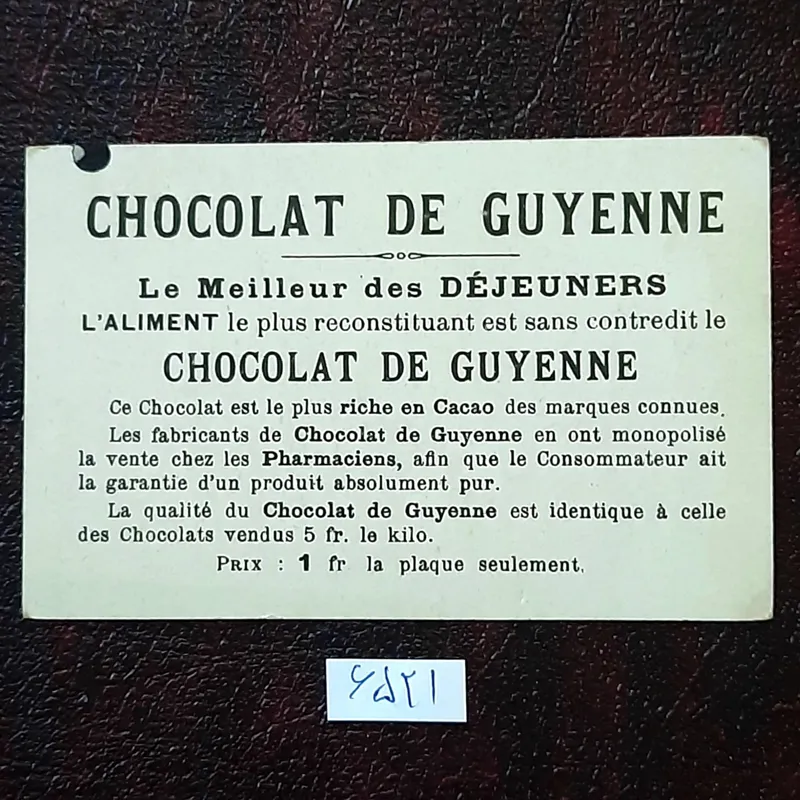 CHOCOLAT DE GUYENNE
Le Meilleur des DÉJEUNERS
L'ALIMENT le plus reconstituant est sans contredit le
CHOCOLAT DE GUYENNE
Ce Chocolat est le plus riche en Cacao des marques connues.
Les fabricants de Chocolat de Guyenne en ont monopolisé
la vente chez les Pharmaciens, afin que le Consommateur ait
la garantie d'un produit absolument pur.
La qualité du Chocolat de Guyenne est identique à celle
des Chocolats vendus 5 fr. le kilo.
PRIX : 1 fr la plaque seulement.
۶۵۲۱